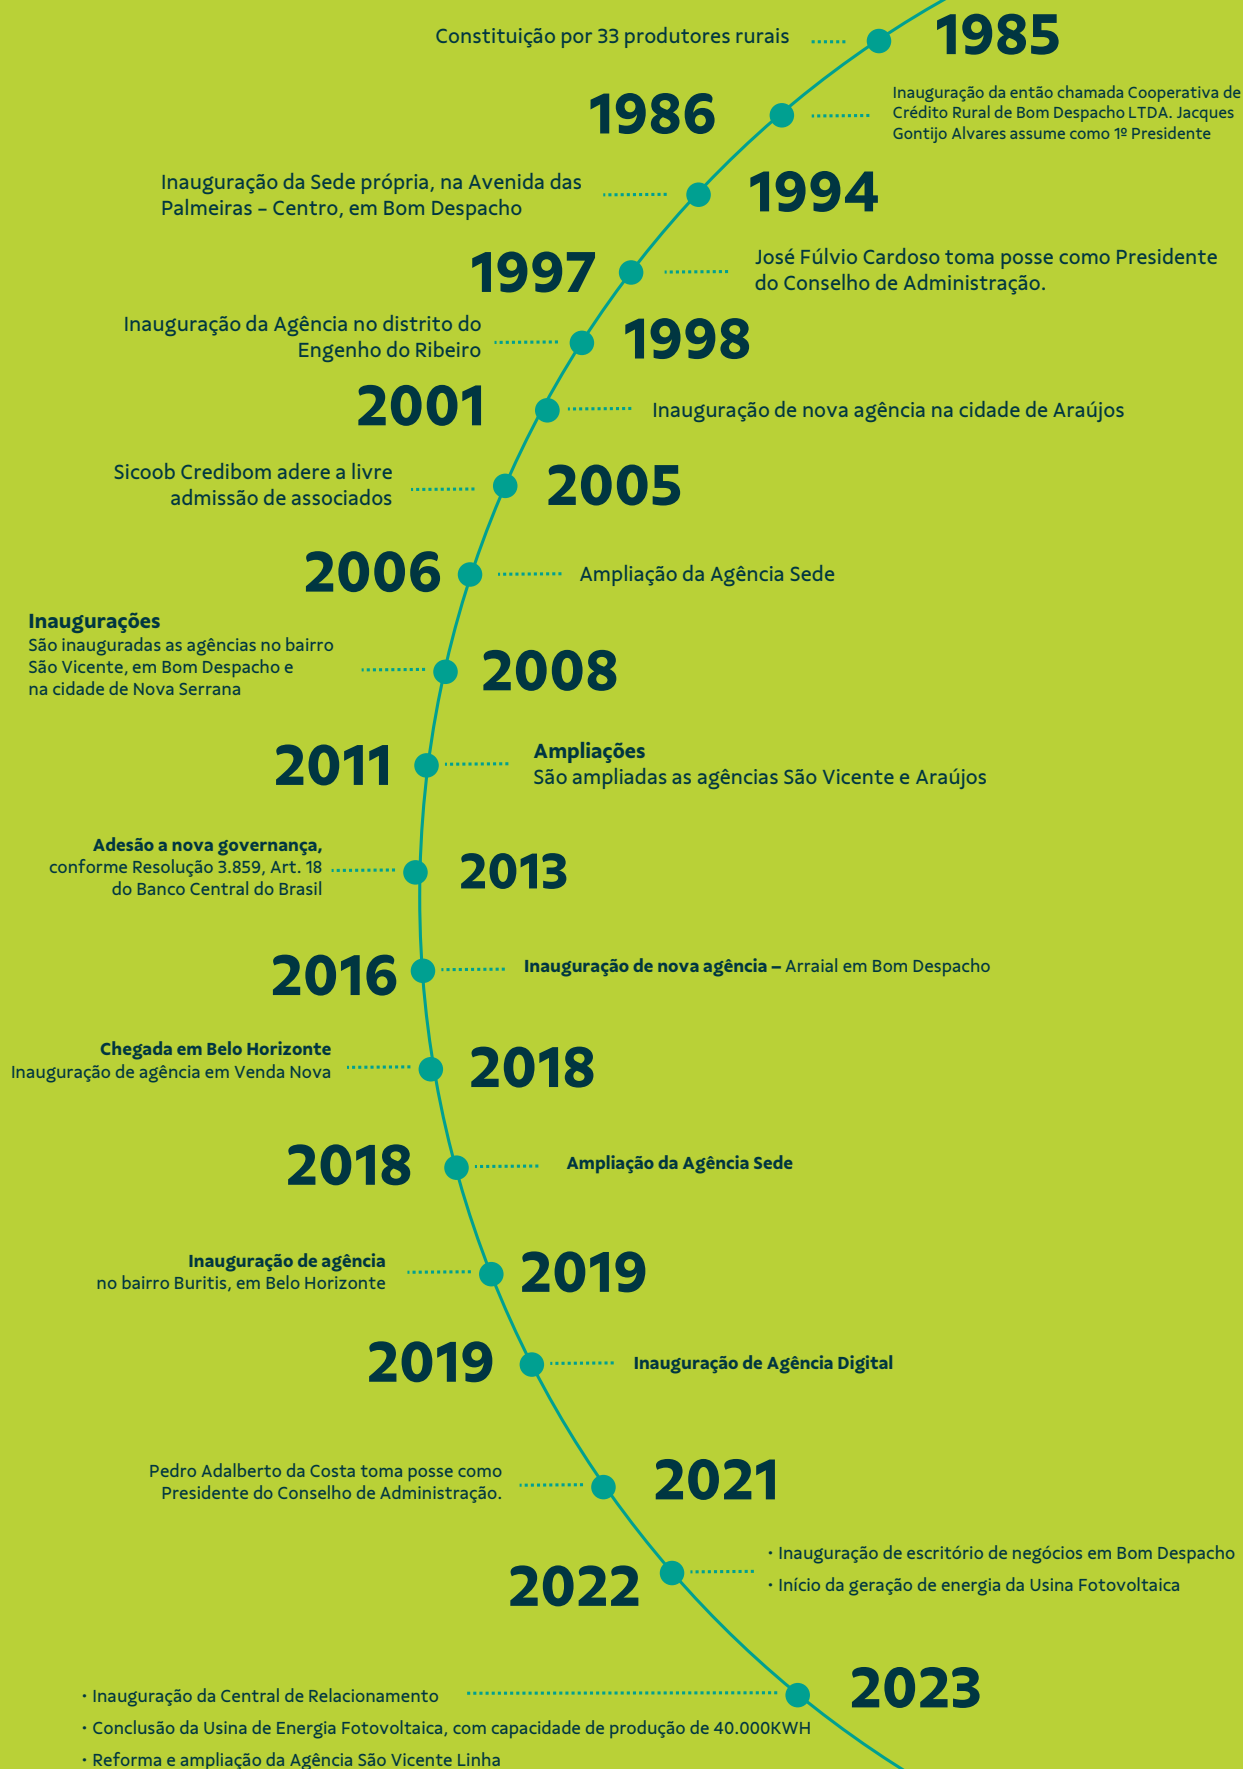 Constituição por 33 produtores rurais
1985
1986
Inauguração da então chamada Cooperativa de
Crédito Rural de Bom Despacho LTDA. Jacques
Gontijo Alvares assume como 1º Presidente
Inauguração da Sede própria, na Avenida das
Palmeiras – Centro, em Bom Despacho
1994
1997
José Fúlvio Cardoso toma posse como Presidente
do Conselho de Administração.
Inauguração da Agência no distrito do
Engenho do Ribeiro
1998
2001
Inauguração de nova agência na cidade de Araújos
Sicoob Credibom adere a livre
admissão de associados
2005
2006
Ampliação da Agência Sede
Inaugurações
São inauguradas as agências no bairro
São Vicente, em Bom Despacho e
na cidade de Nova Serrana
2008
2011
Ampliações
São ampliadas as agências São Vicente e Araújos
Adesão a nova governança,
conforme Resolução 3.859, Art. 18
do Banco Central do Brasil
2013
2016
Inauguração de nova agência – Arraial em Bom Despacho
Chegada em Belo Horizonte
Inauguração de agência em Venda Nova
2018
2018
Ampliação da Agência Sede
Inauguração de agência
no bairro Buritis, em Belo Horizonte
2019
2019
Inauguração de Agência Digital
Pedro Adalberto da Costa toma posse como
Presidente do Conselho de Administração.
2021
2022
• Inauguração de escritório de negócios em Bom Despacho
• Início da geração de energia da Usina Fotovoltaica
2023
• Inauguração da Central de Relacionamento
• Conclusão da Usina de Energia Fotovoltaica, com capacidade de produção de 40.000KWH
• Reforma e ampliação da Agência São Vicente Linha